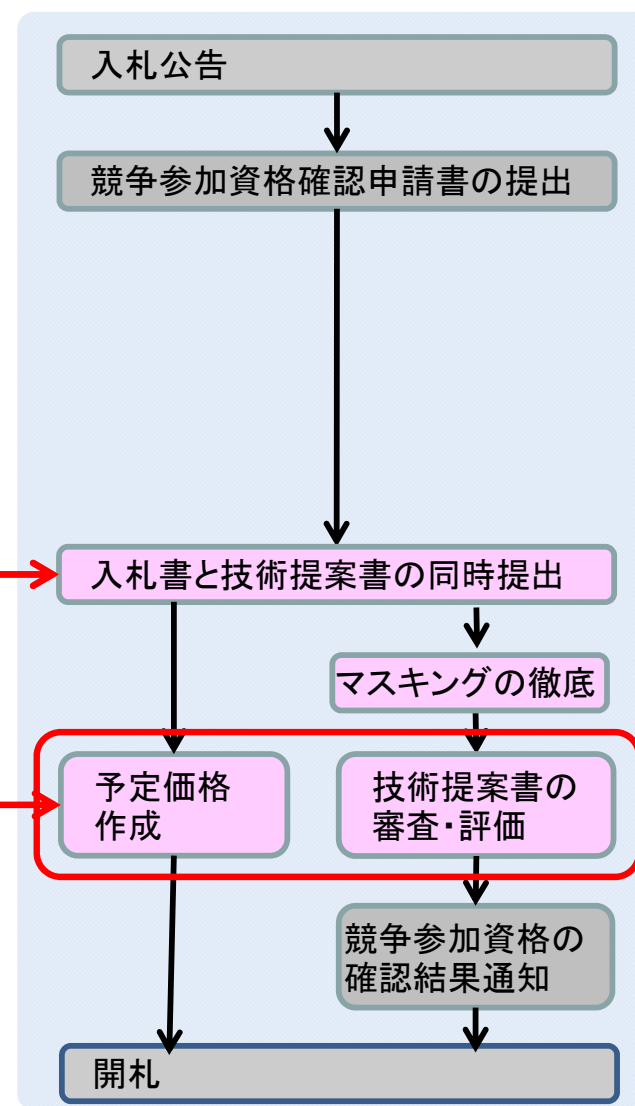 入札公告
競争参加資格確認申請書の提出
入札書と技術提案書の同時提出
マスキングの徹底
予定価格
作成
技術提案書の
審査・評価
競争参加資格の
確認結果通知
開札